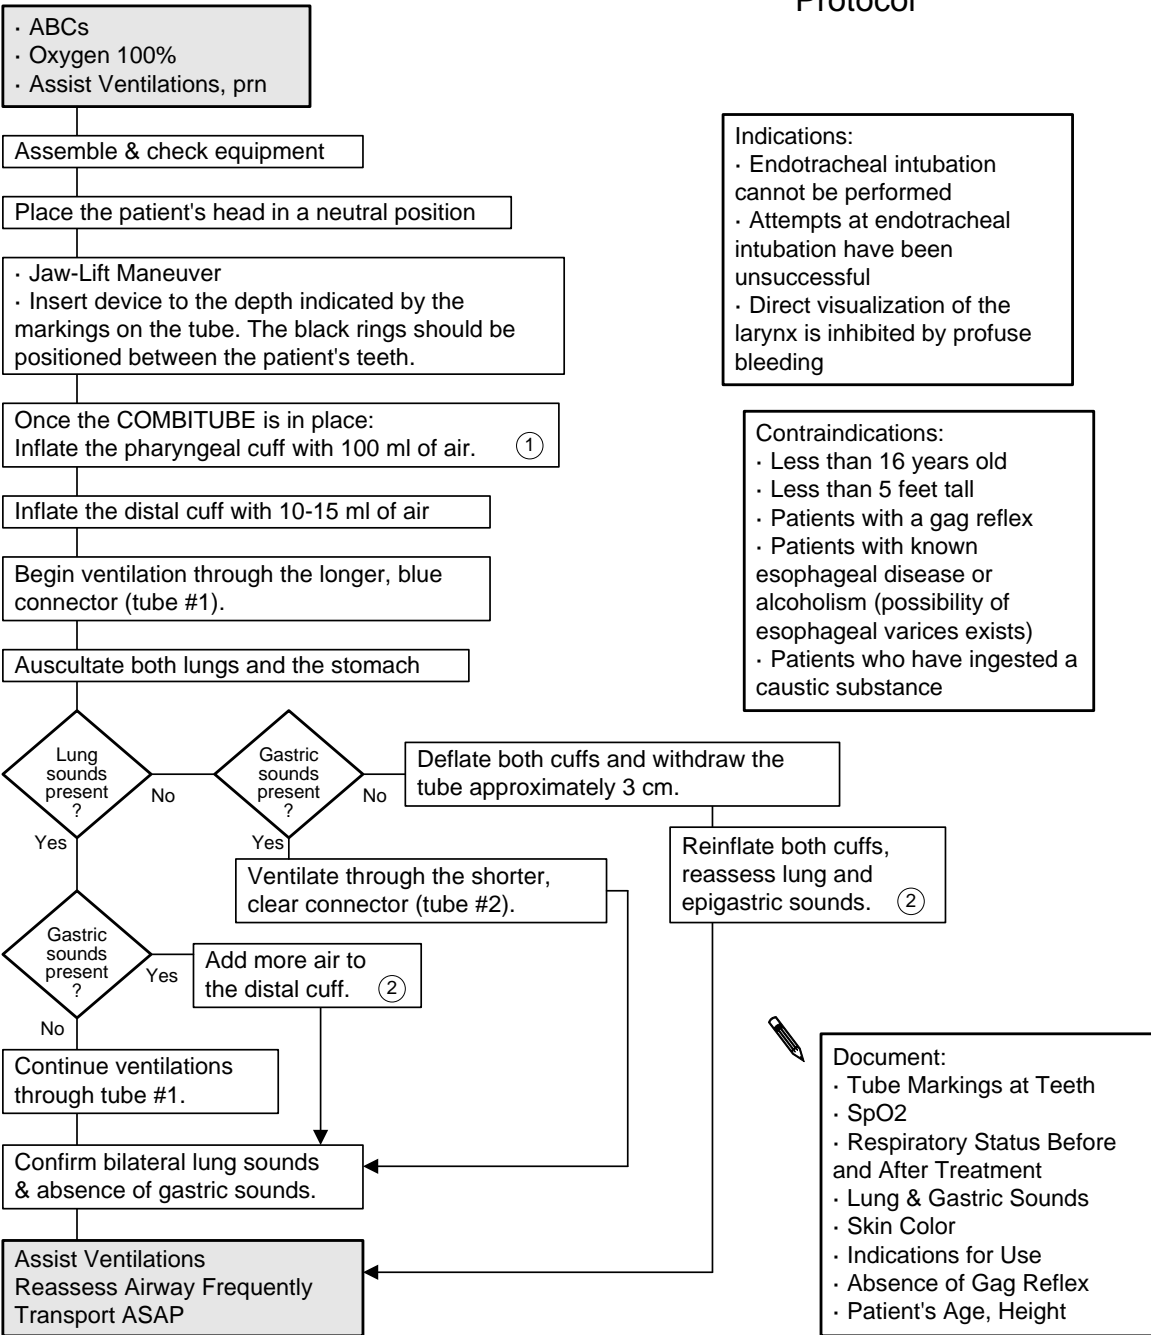 Protocol
· ABCs
· Oxygen 100%
· Assist Ventilations, prn
Assemble & check equipment
Place the patient's head in a neutral position
· Jaw-Lift Maneuver
· Insert device to the depth indicated by the
markings on the tube. The black rings should be
positioned between the patient's teeth.
Once the COMBITUBE is in place:
Inflate the pharyngeal cuff with 100 ml of air. 1
Inflate the distal cuff with 10-15 ml of air
Begin ventilation through the longer, blue
connector (tube #1).
Auscultate both lungs and the stomach
Lung
sounds
present
?
No
Yes
Gastric
sounds
present
?
No
Yes
Deflate both cuffs and withdraw the
tube approximately 3 cm.
Reinflate both cuffs,
reassess lung and
epigastric sounds. 2
Ventilate through the shorter,
clear connector (tube #2).
Gastric
sounds
present
?
Yes
No
Add more air to
the distal cuff. 2
Continue ventilations
through tube #1.
Confirm bilateral lung sounds
& absence of gastric sounds.
Assist Ventilations
Reassess Airway Frequently
Transport ASAP
Indications:
· Endotracheal intubation
cannot be performed
· Attempts at endotracheal
intubation have been
unsuccessful
· Direct visualization of the
larynx is inhibited by profuse
bleeding
Contraindications:
· Less than 16 years old
· Less than 5 feet tall
· Patients with a gag reflex
· Patients with known
esophageal disease or
alcoholism (possibility of
esophageal varices exists)
· Patients who have ingested a
caustic substance
Document:
· Tube Markings at Teeth
· SpO2
· Respiratory Status Before
and After Treatment
· Lung & Gastric Sounds
· Skin Color
· Indications for Use
· Absence of Gag Reflex
· Patient's Age, Height